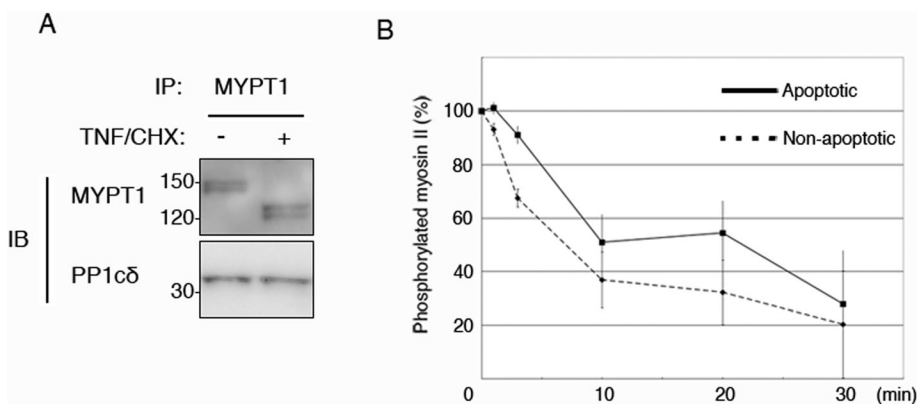 A
IP: MYPT1
TNF/CHX: - +
IB
MYPT1
150
120
PP1cδ
30
B
Phosphorylated myosin II (%)
100
80
60
40
20
0 10 20 30 (min)
Apoptotic
Non-apoptotic